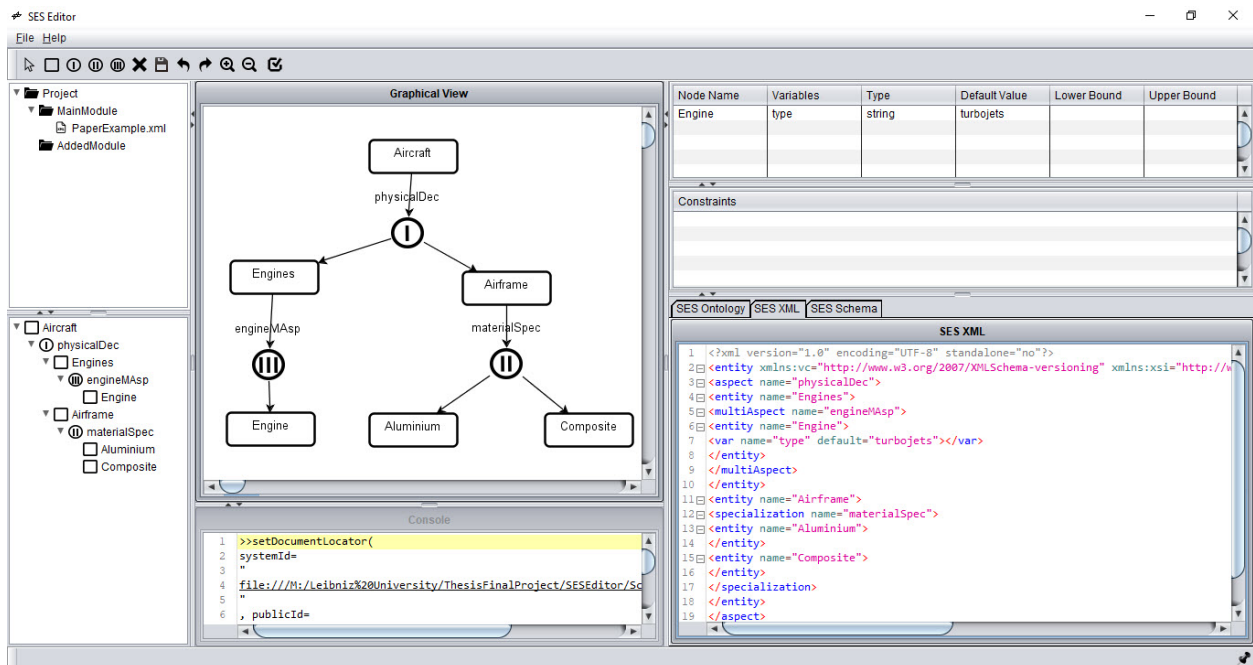 SES Editor
File Help
Project
MainModule
PaperExample.xml
AddedModule
Aircraft
physicalDec
Engines
engineMAsp
Engine
Airframe
materialSpec
Aluminium
Composite
Graphical View
Aircraft
physicalDec
I
Engines
Airframe
engineMAsp
materialSpec
III
II
Engine
Aluminium
Composite
Console
1 >>setDocumentLocator(
2 systemId=
3 "
4 file:///M:/Leibniz%20University/ThesisFinalProject/SESEditor/Sc
5 "
6 , publicId=
Node Name Variables Type Default Value Lower Bound Upper Bound
Engine type string turbojets
Constraints
SES Ontology SES XML SES Schema
SES XML
1 <?xml version="1.0" encoding="UTF-8" standalone="no"?>
2 <entity xmlns:vc="http://www.w3.org/2007/XMLSchema-versioning" xmlns:xsi="http://w
3 <aspect name="physicalDec">
4 <entity name="Engines">
5 <multiAspect name="engineMAsp">
6 <entity name="Engine">
7 <var name="type" default="turbojets"></var>
8 </entity>
9 </multiAspect>
10 </entity>
11 <entity name="Airframe">
12 <specialization name="materialSpec">
13 <entity name="Aluminium">
14 </entity>
15 <entity name="Composite">
16 </entity>
17 </specialization>
18 </entity>
19 </aspect>